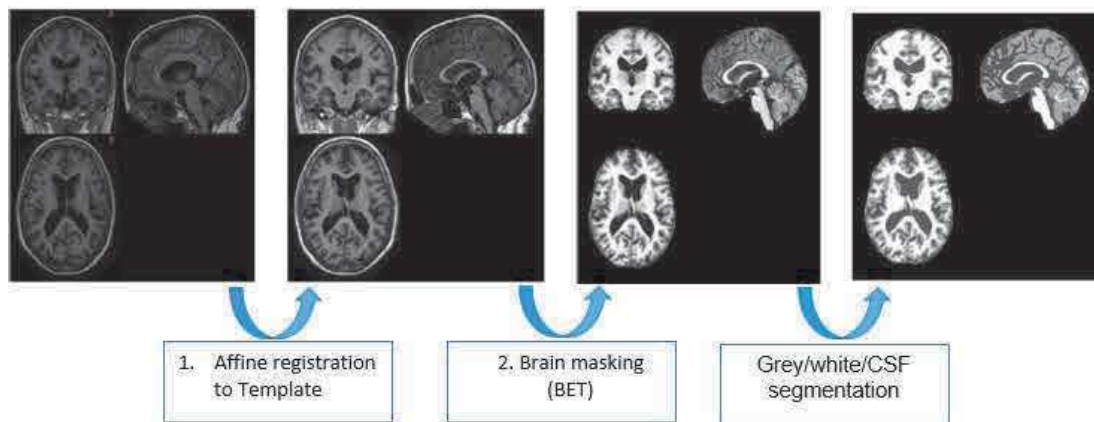 1. Affine registration
to Template
2. Brain masking
(BET)
Grey/white/CSF
segmentation